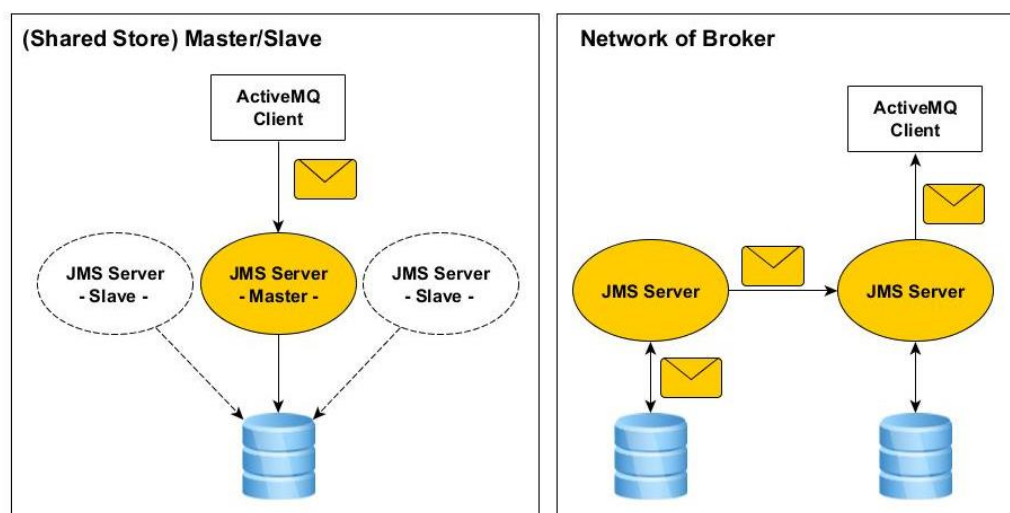 (Shared Store) Master/Slave
ActiveMQ
Client
JMS Server
- Slave -
JMS Server
- Master -
JMS Server
- Slave -
Network of Broker
ActiveMQ
Client
JMS Server
JMS Server